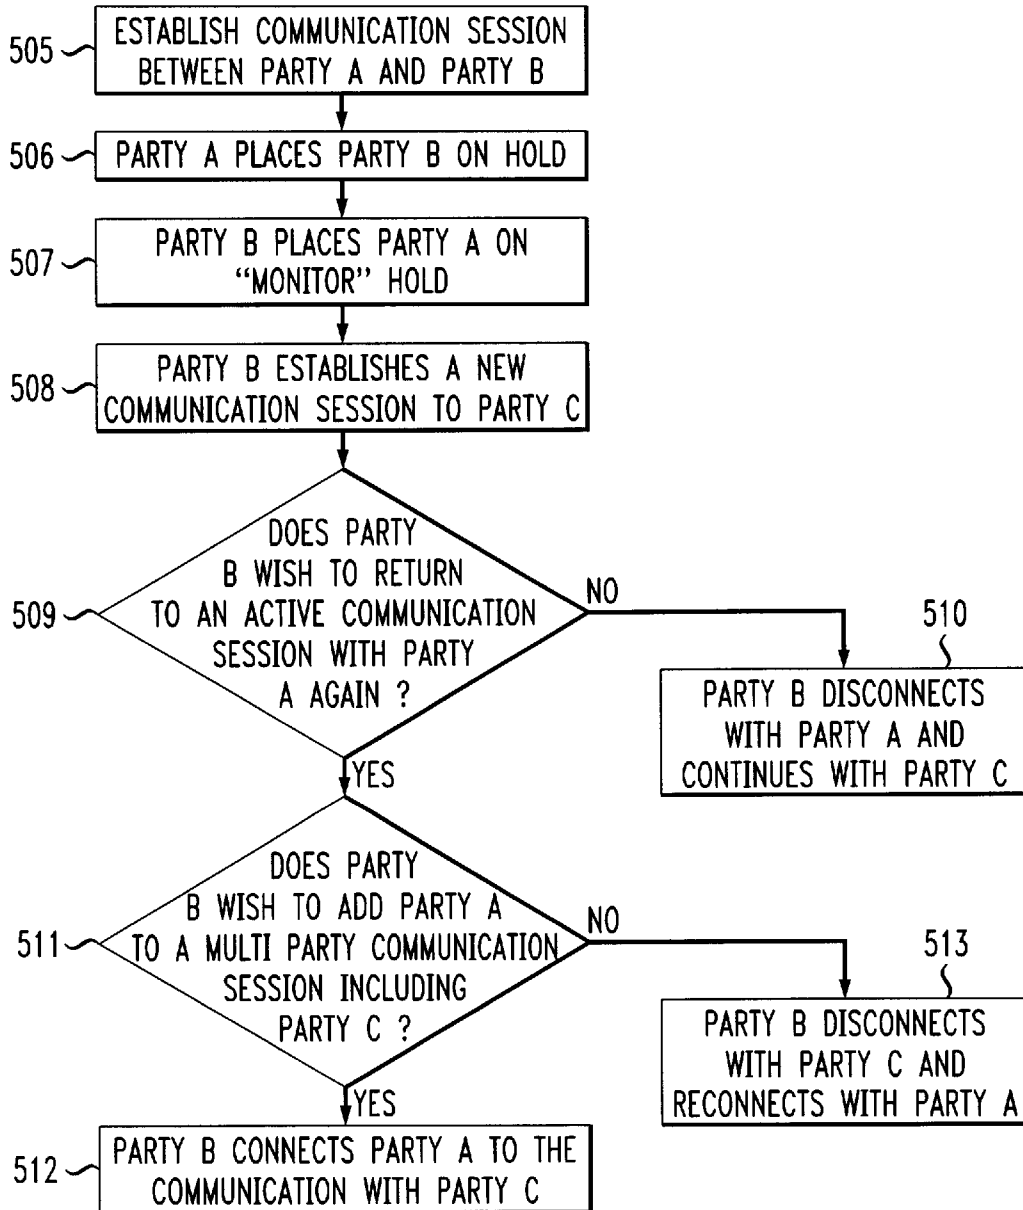 505
ESTABLISH COMMUNICATION SESSION
BETWEEN PARTY A AND PARTY B
506
PARTY A PLACES PARTY B ON HOLD
507
PARTY B PLACES PARTY A ON
“MONITOR” HOLD
508
PARTY B ESTABLISHES A NEW
COMMUNICATION SESSION TO PARTY C
509
DOES PARTY
B WISH TO RETURN
TO AN ACTIVE COMMUNICATION
SESSION WITH PARTY
A AGAIN ?
NO
510
PARTY B DISCONNECTS
WITH PARTY A AND
CONTINUES WITH PARTY C
YES
511
DOES PARTY
B WISH TO ADD PARTY A
TO A MULTI PARTY COMMUNICATION
SESSION INCLUDING
PARTY C ?
NO
513
PARTY B DISCONNECTS
WITH PARTY C AND
RECONNECTS WITH PARTY A
YES
512
PARTY B CONNECTS PARTY A TO THE
COMMUNICATION WITH PARTY C